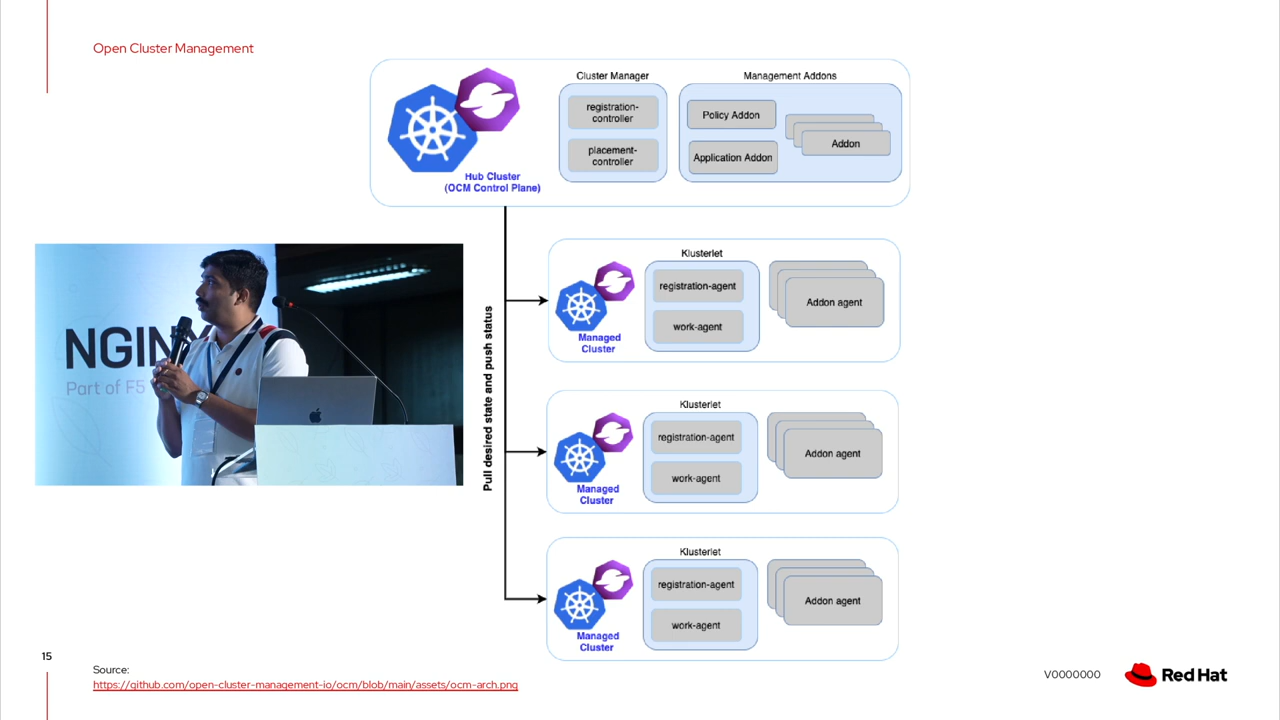 Open Cluster Management
Cluster Manager
registration-
controller
placement-
controller
Management Addons
Policy Addon
Application Addon
Addon
Hub Cluster
(OCM Control Plane)
Pull desired state and push status
Klusterlet
registration-agent
work-agent
Addon agent
Managed
Cluster
Klusterlet
registration-agent
work-agent
Addon agent
Managed
Cluster
Klusterlet
registration-agent
work-agent
Addon agent
Managed
Cluster
NGIN
Part of F5
15
Source:
https://github.com/open-cluster-management-io/ocm/blob/main/assets/ocm-arch.png
V0000000
Red Hat